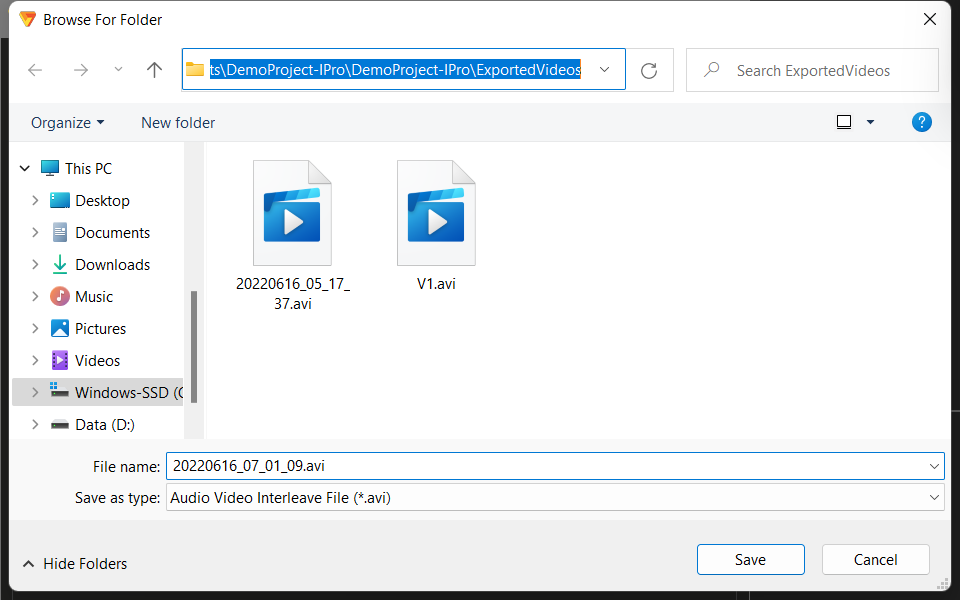 Browse For Folder
ts\DemoProject-IPro\DemoProject-IPro\ExportedVideos
Search ExportedVideos
Organize
New folder
?
This PC
Desktop
Documents
Downloads
Music
Pictures
Videos
Windows-SSD (C
Data (D:)
20220616_05_17_
37.avi
V1.avi
File name: 20220616_07_01_09.avi
Save as type: Audio Video Interleave File (*.avi)
Hide Folders
Save
Cancel